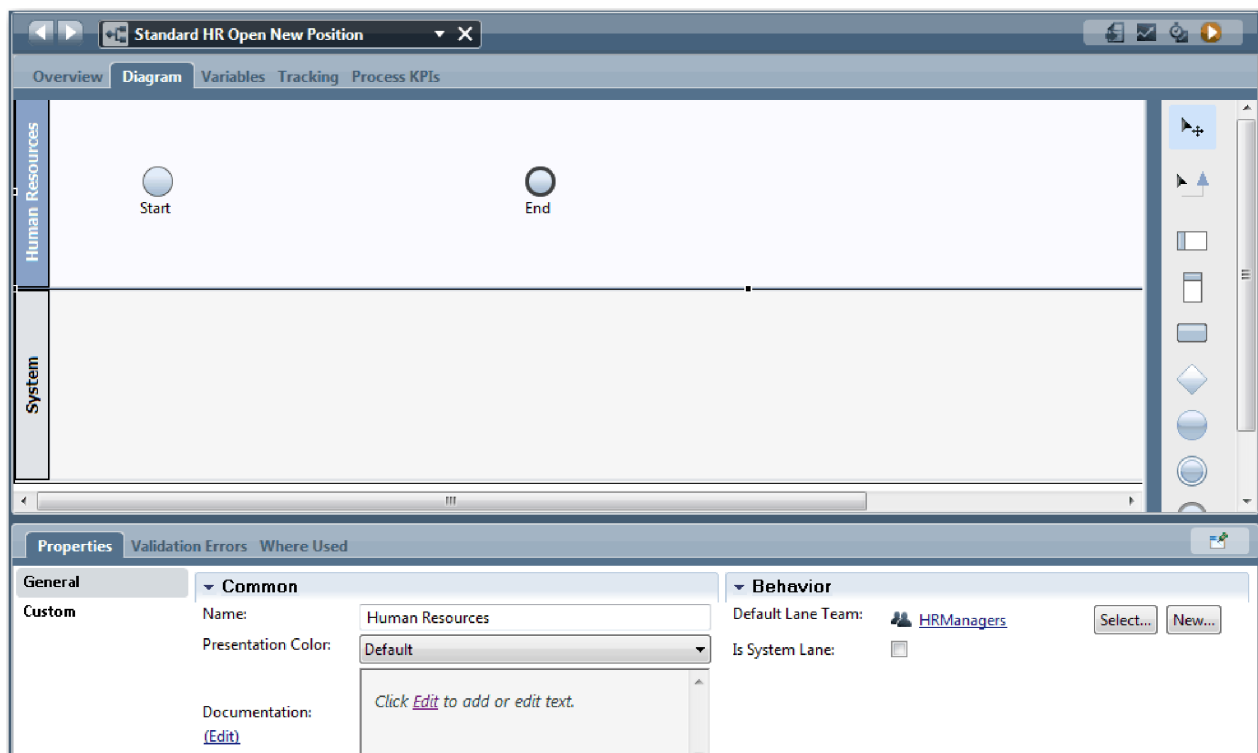 Standard HR Open New Position
Overview Diagram Variables Tracking Process KPIs
Human Resources
Start
End
System
Properties Validation Errors Where Used
General
Custom
Common
Name: Human Resources
Presentation Color: Default
Documentation:
(Edit)
Click Edit to add or edit text.
Behavior
Default Lane Team: HRManagers Select... New...
Is System Lane: